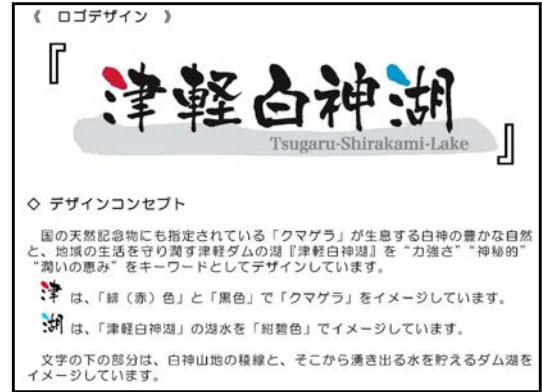 《 ロゴデザイン 》
『津軽白神湖
Tsugaru-Shirakami-Lake』
◇ デザインコンセプト
国の天然記念物にも指定されている「クマゲラ」が生息する白神の豊かな自然
と、地域の生活を守り潤す津軽ダムの湖『津軽白神湖』を“力強さ”“神秘的”
“潤いの恵み”をキーワードとしてデザインしています。
津 は、「緋（赤）色」と「黒色」で「クマゲラ」をイメージしています。
湖 は、「津軽白神湖」の湖水を「紺碧色」でイメージしています。
文字の下の部分は、白神山地の稜線と、そこから湧き出る水を貯えるダム湖を
イメージしています。